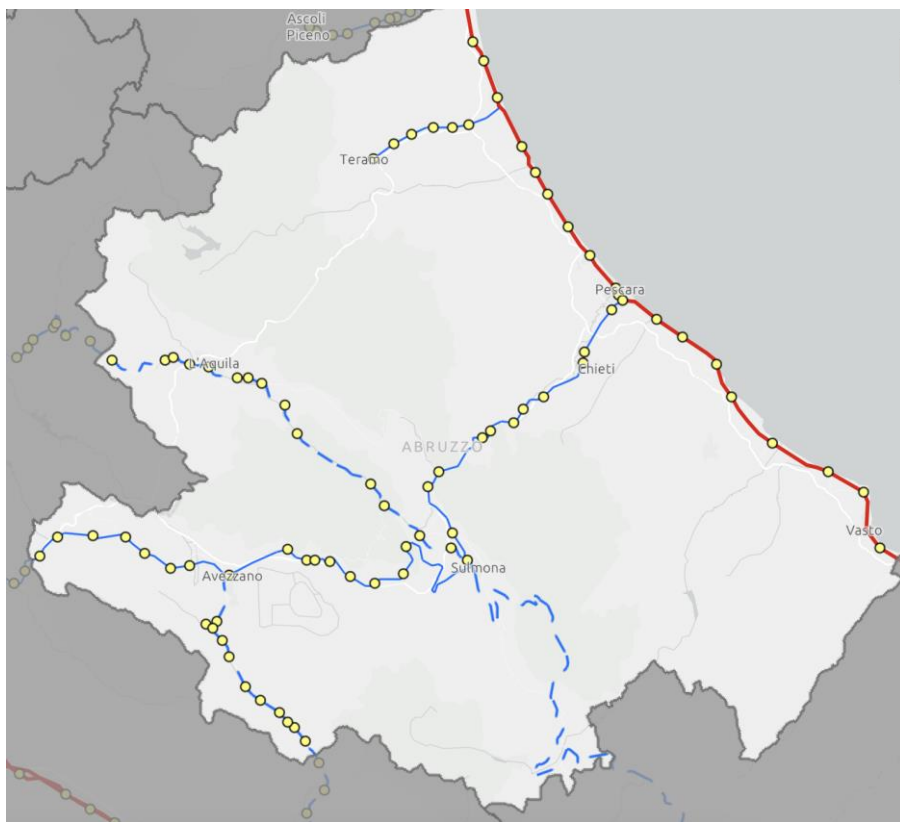 Ascoli
Piceno
Teramo
Pescara
L'Aquila
Chieti
ABRUZZO
Vasto
Avezzano
Sulmona